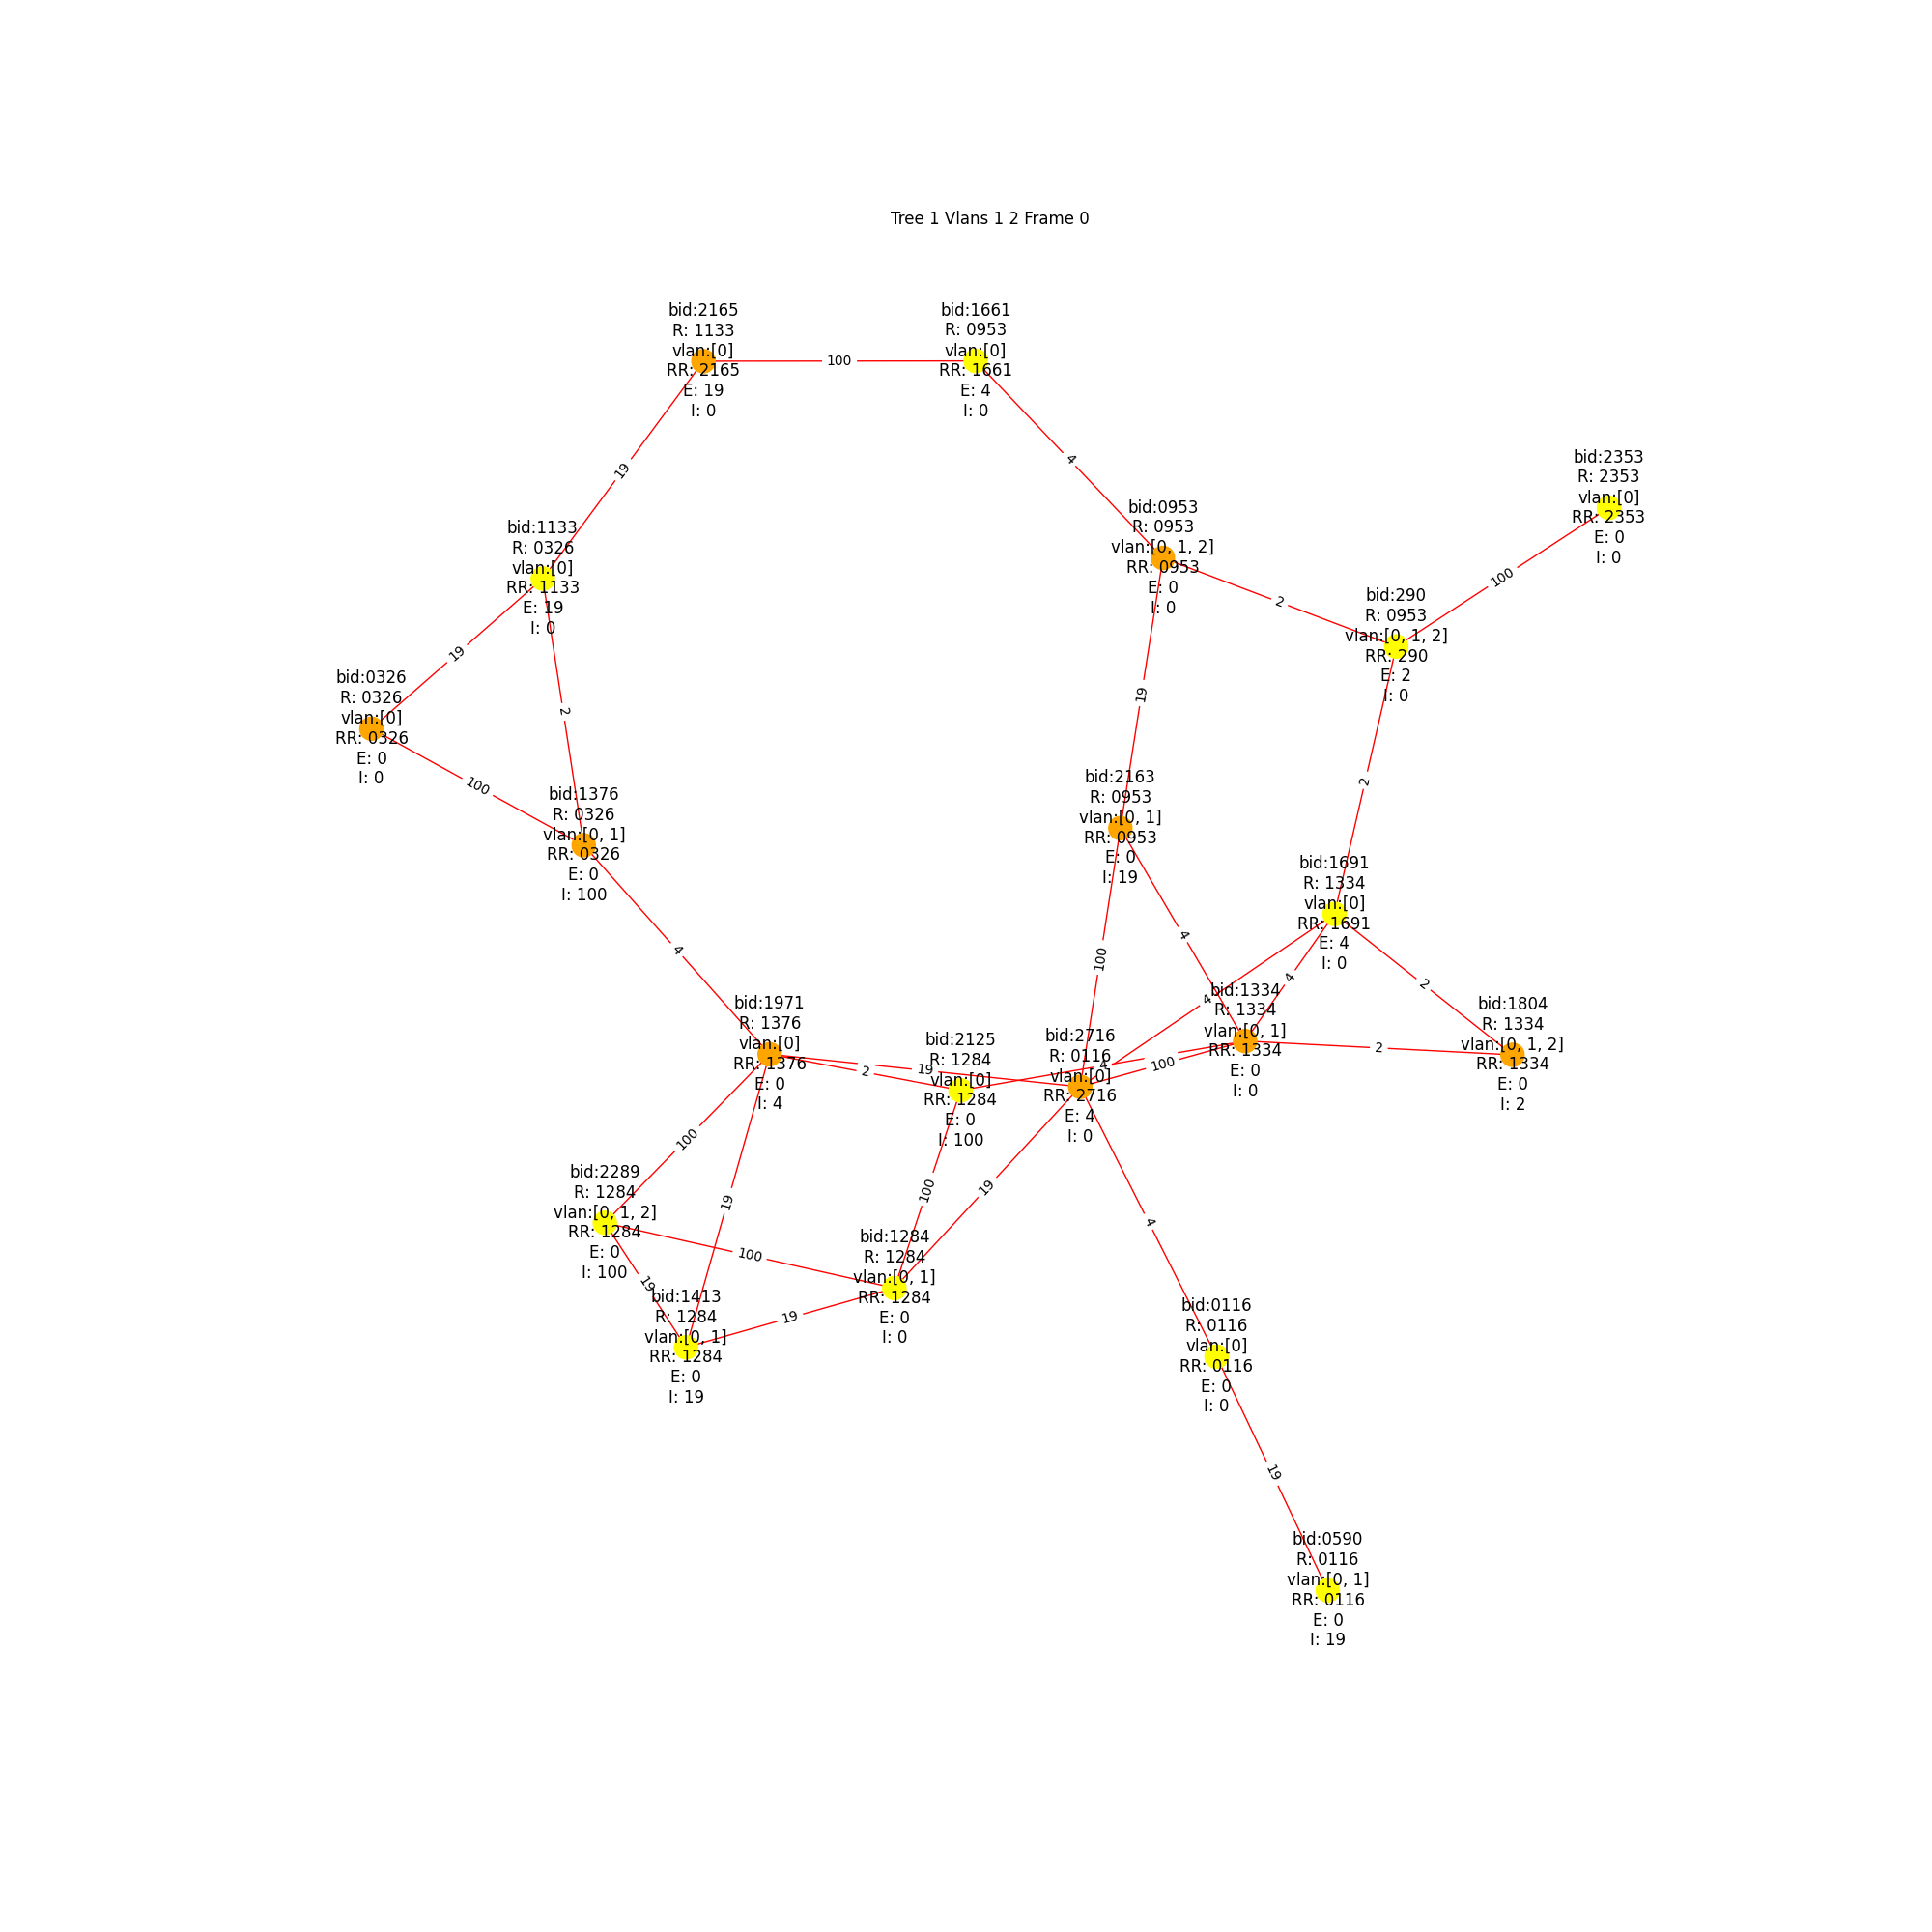 Tree 1 Vlans 1 2 Frame 0
bid:2165
R: 1133
vlan:[0]
RR: 2165
E: 19
I: 0
100
bid:1661
R: 0953
vlan:[0]
RR: 1661
E: 4
I: 0
4
19
bid:2353
R: 2353
vlan:[0]
RR: 2353
E: 0
I: 0
100
bid:0953
R: 0953
vlan:[0, 1, 2]
RR: 0953
E: 0
I: 0
2
bid:1133
R: 0326
vlan:[0]
RR: 1133
E: 19
I: 0
19
2
bid:290
R: 0953
vlan:[0, 1, 2]
RR: 290
E: 2
I: 0
19
2
bid:0326
R: 0326
vlan:[0]
RR: 0326
E: 0
I: 0
100
bid:1376
R: 0326
vlan:[0, 1]
RR: 0326
E: 0
I: 100
4
bid:2163
R: 0953
vlan:[0, 1]
RR: 0953
E: 0
I: 19
100
4
bid:1691
R: 1334
vlan:[0]
RR: 1691
E: 4
I: 0
4
4
2
bid:1971
R: 1376
vlan:[0]
RR: 1376
E: 0
I: 4
2
19
bid:2125
R: 1284
vlan:[0]
RR: 1284
E: 0
I: 100
bid:2716
R: 0116
vlan:[0]
RR: 2716
E: 4
I: 0
4
100
bid:1334
R: 1334
vlan:[0, 1]
RR: 1334
E: 0
I: 0
2
bid:1804
R: 1334
vlan:[0, 1, 2]
RR: 1334
E: 0
I: 2
100
19
100
19
4
bid:2289
R: 1284
vlan:[0, 1, 2]
RR: 1284
E: 0
I: 100
100
19
bid:1284
R: 1284
vlan:[0, 1]
RR: 1284
E: 0
I: 0
bid:1413
R: 1284
vlan:[0, 1]
RR: 1284
E: 0
I: 19
19
bid:0116
R: 0116
vlan:[0]
RR: 0116
E: 0
I: 0
19
bid:0590
R: 0116
vlan:[0, 1]
RR: 0116
E: 0
I: 19